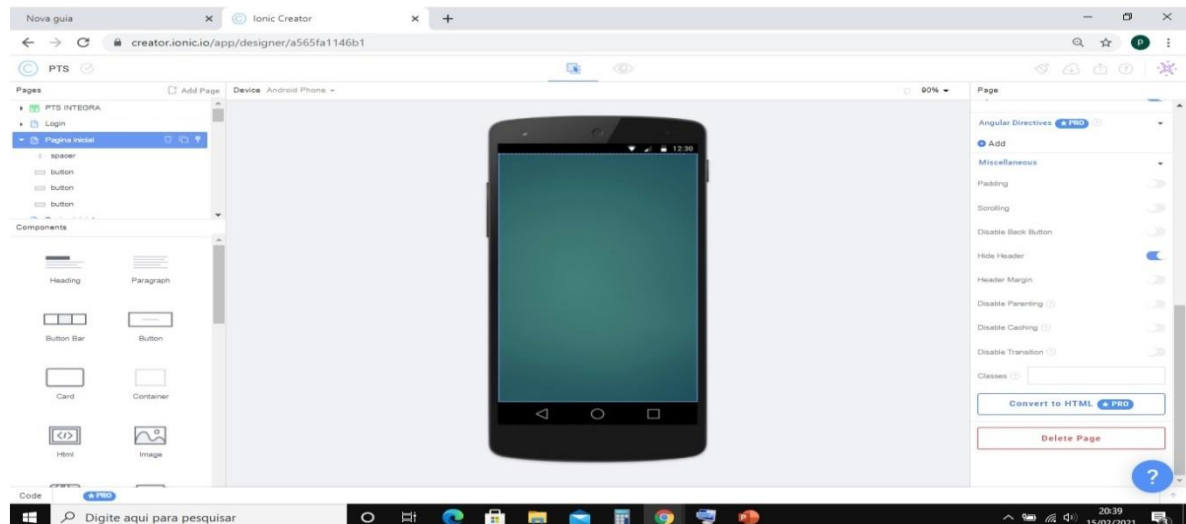 Nova guia
Ionic Creator
creator.ionic.io/app/designer/a565fa1146b1
P
PTS
Pages
Add Page
Device Android Phone
90%
Page
PTS INTEGRA
Login
Pagina inicial
spacer
button
button
button
Components
Heading
Paragraph
Button Bar
Button
Card
Container
Html
Image
12:30
Angular Directives PRO
Add
Miscellaneous
Padding
Scrolling
Disable Back Button
Hide Header
Header Margin
Disable Parenting
Disable Caching
Disable Transition
Classes
Convert to HTML PRO
Delete Page
?
Code PRO
Digite aqui para pesquisar
20:39
15/02/2021